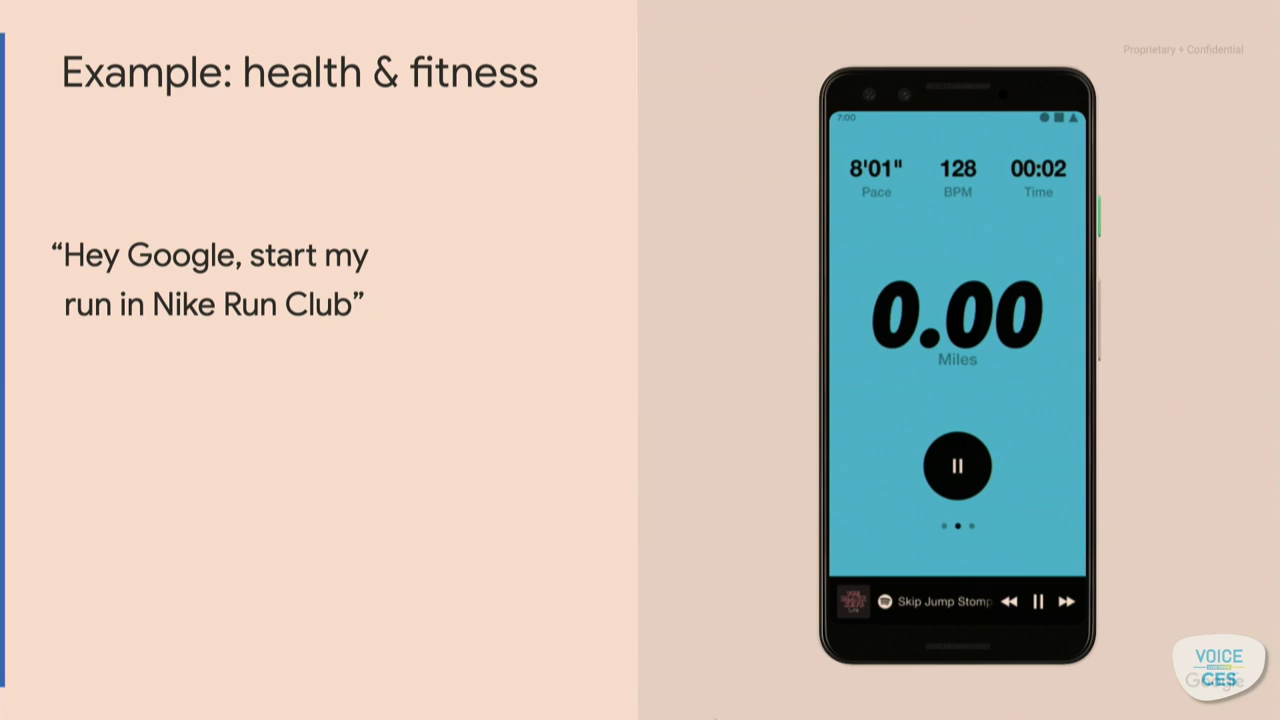 Example: health & fitness
“Hey Google, start my
run in Nike Run Club”
Proprietary + Confidential
7:00
8'01" 128 00:02
Pace BPM Time
0.00
Miles
Skip Jump Stomp
VOICE
CES
Google